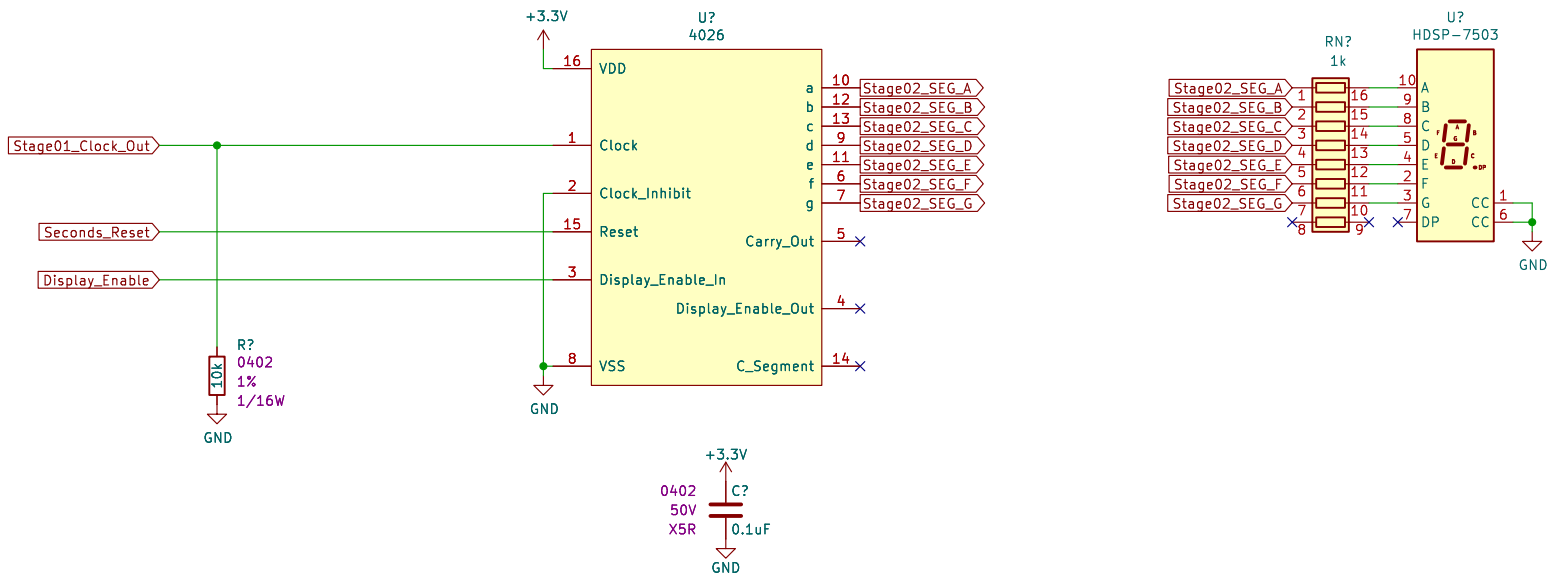 +3.3V
U?
4026
16 VDD
Stage01_Clock_Out
1 Clock
2 Clock_Inhibit
Seconds_Reset
15 Reset
Display_Enable
3 Display_Enable_In
8 VSS
GND
a 10 Stage02_SEG_A
b 12 Stage02_SEG_B
c 13 Stage02_SEG_C
d 9 Stage02_SEG_D
e 11 Stage02_SEG_E
f 6 Stage02_SEG_F
g 7 Stage02_SEG_G
Carry_Out 5
Display_Enable_Out 4
C_Segment 14
R?
0402
1%
1/16W
10k
GND
+3.3V
0402 C?
50V
X5R 0.1uF
GND
RN?
1k
Stage02_SEG_A 1 16
Stage02_SEG_B 2 15
Stage02_SEG_C 3 14
Stage02_SEG_D 4 13
Stage02_SEG_E 5 12
Stage02_SEG_F 6 11
Stage02_SEG_G 7 10
8 9
U?
HDSP-7503
10 A
9 B
8 C
5 D
4 E
2 F
3 G CC 1
7 DP CC 6
A
F B
G
E C
D DP
GND